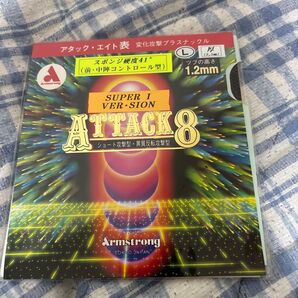 アタック・エイト表 変化攻撃プラスナックル
スポンジ硬度41°
(前・中陣コントロール型)
L
ツブの高さ
1.2mm
SUPER 1
VER・SION
ATTACK8
ショート攻撃型・異質反転攻撃型
Armstrong
TOKYO JAPAN